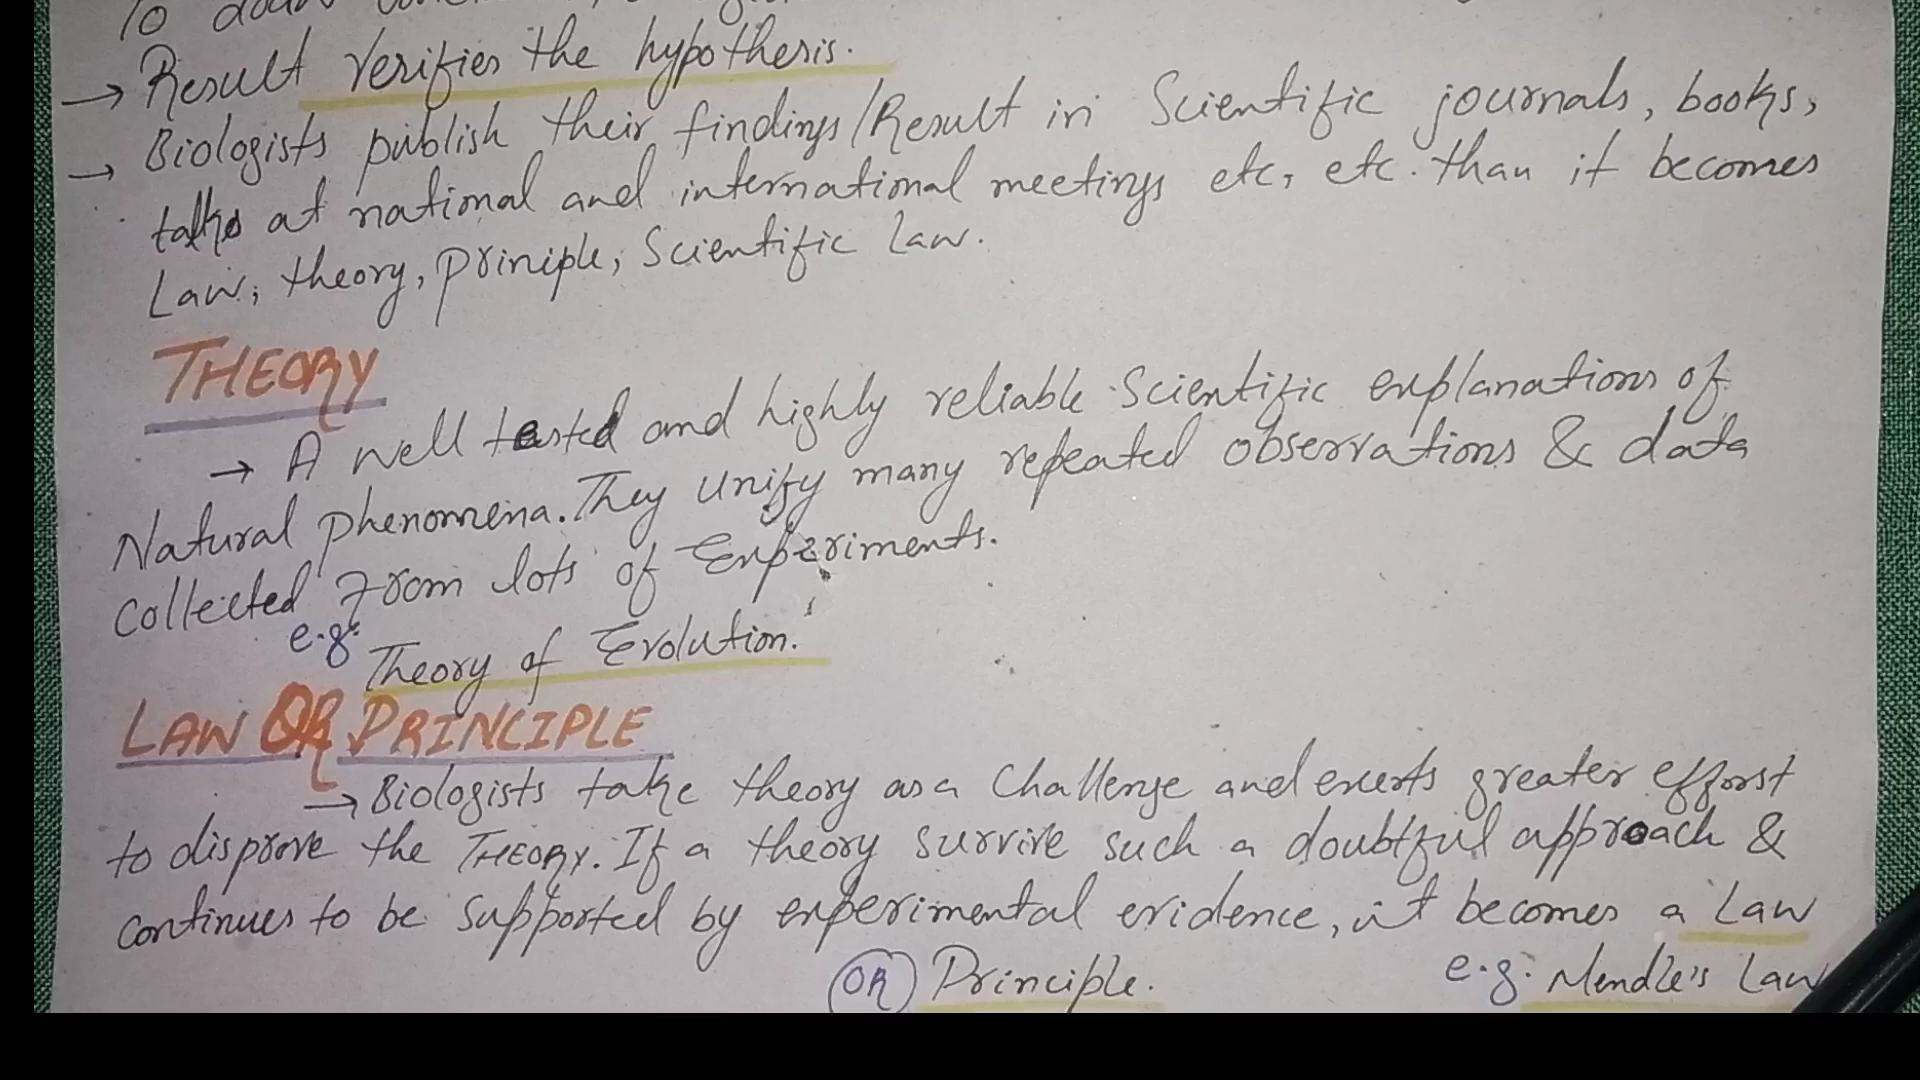 To draw
→ Result verifies the hypothesis.
→ Biologists publish their findings/Result in Scientific journals, books,
talks at national and international meetings etc, etc. than it becomes
Law, theory, priniple, Scientific Law.
THEORY
→ A well tested and highly reliable Scientific explanations of
Natural phenomena. They unify many repeated observations & data
collected from lots of Experiments.
e.g:
Theory of Evolution.
LAW OR PRINCIPLE
→ Biologists take theory as a Challenge and exerts greater effort
to disprove the THEORY. If a theory survive such a doubtful approach &
continues to be supported by experimental evidence, it becomes a Law
OR Principle. e.g: Mendle's Law